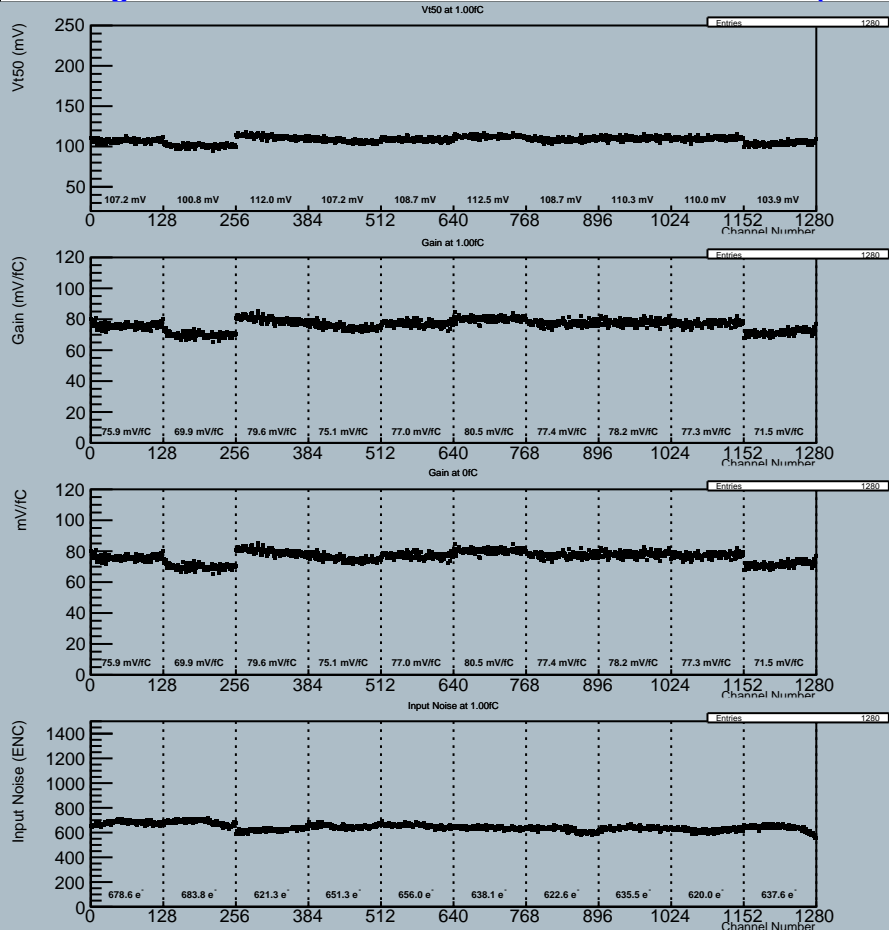 Vt50 at 1.00fC
Entries 1280
Vt50 (mV)
250
200
150
100
50
107.2 mV 100.8 mV 112.0 mV 107.2 mV 108.7 mV 112.5 mV 108.7 mV 110.3 mV 110.0 mV 103.9 mV
0 128 256 384 512 640 768 896 1024 1152 1280
Channel Number
Gain at 1.00fC
Entries 1280
Gain (mV/fC)
120
100
80
60
40
20
0
75.9 mV/fC 69.9 mV/fC 79.6 mV/fC 75.1 mV/fC 77.0 mV/fC 80.5 mV/fC 77.4 mV/fC 78.2 mV/fC 77.3 mV/fC 71.5 mV/fC
0 128 256 384 512 640 768 896 1024 1152 1280
Channel Number
Gain at 0fC
Entries 1280
mV/fC
120
100
80
60
40
20
0
75.9 mV/fC 69.9 mV/fC 79.6 mV/fC 75.1 mV/fC 77.0 mV/fC 80.5 mV/fC 77.4 mV/fC 78.2 mV/fC 77.3 mV/fC 71.5 mV/fC
0 128 256 384 512 640 768 896 1024 1152 1280
Channel Number
Input Noise at 1.00fC
Entries 1280
Input Noise (ENC)
1400
1200
1000
800
600
400
200
0
678.6 e⁻ 683.8 e⁻ 621.3 e⁻ 651.3 e⁻ 656.0 e⁻ 638.1 e⁻ 622.6 e⁻ 635.5 e⁻ 620.0 e⁻ 637.6 e⁻
0 128 256 384 512 640 768 896 1024 1152 1280
Channel Number